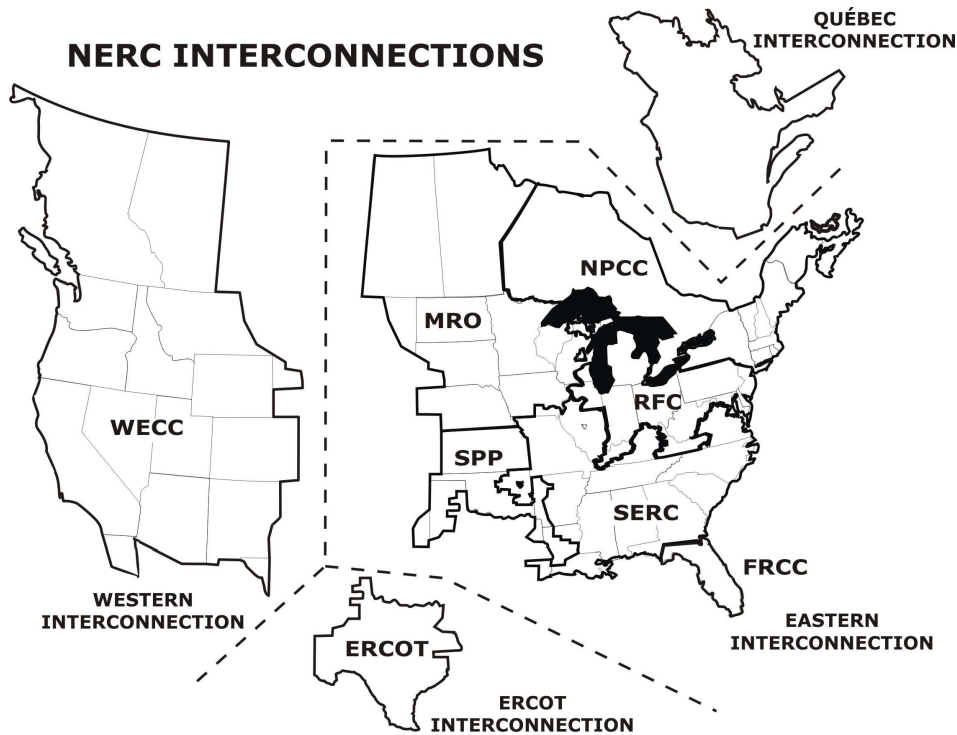 QUÉBEC
INTERCONNECTION
NERC INTERCONNECTIONS
NPCC
MRO
RFC
WECC
SPP
SERC
FRCC
WESTERN
INTERCONNECTION
EASTERN
INTERCONNECTION
ERCOT
ERCOT
INTERCONNECTION